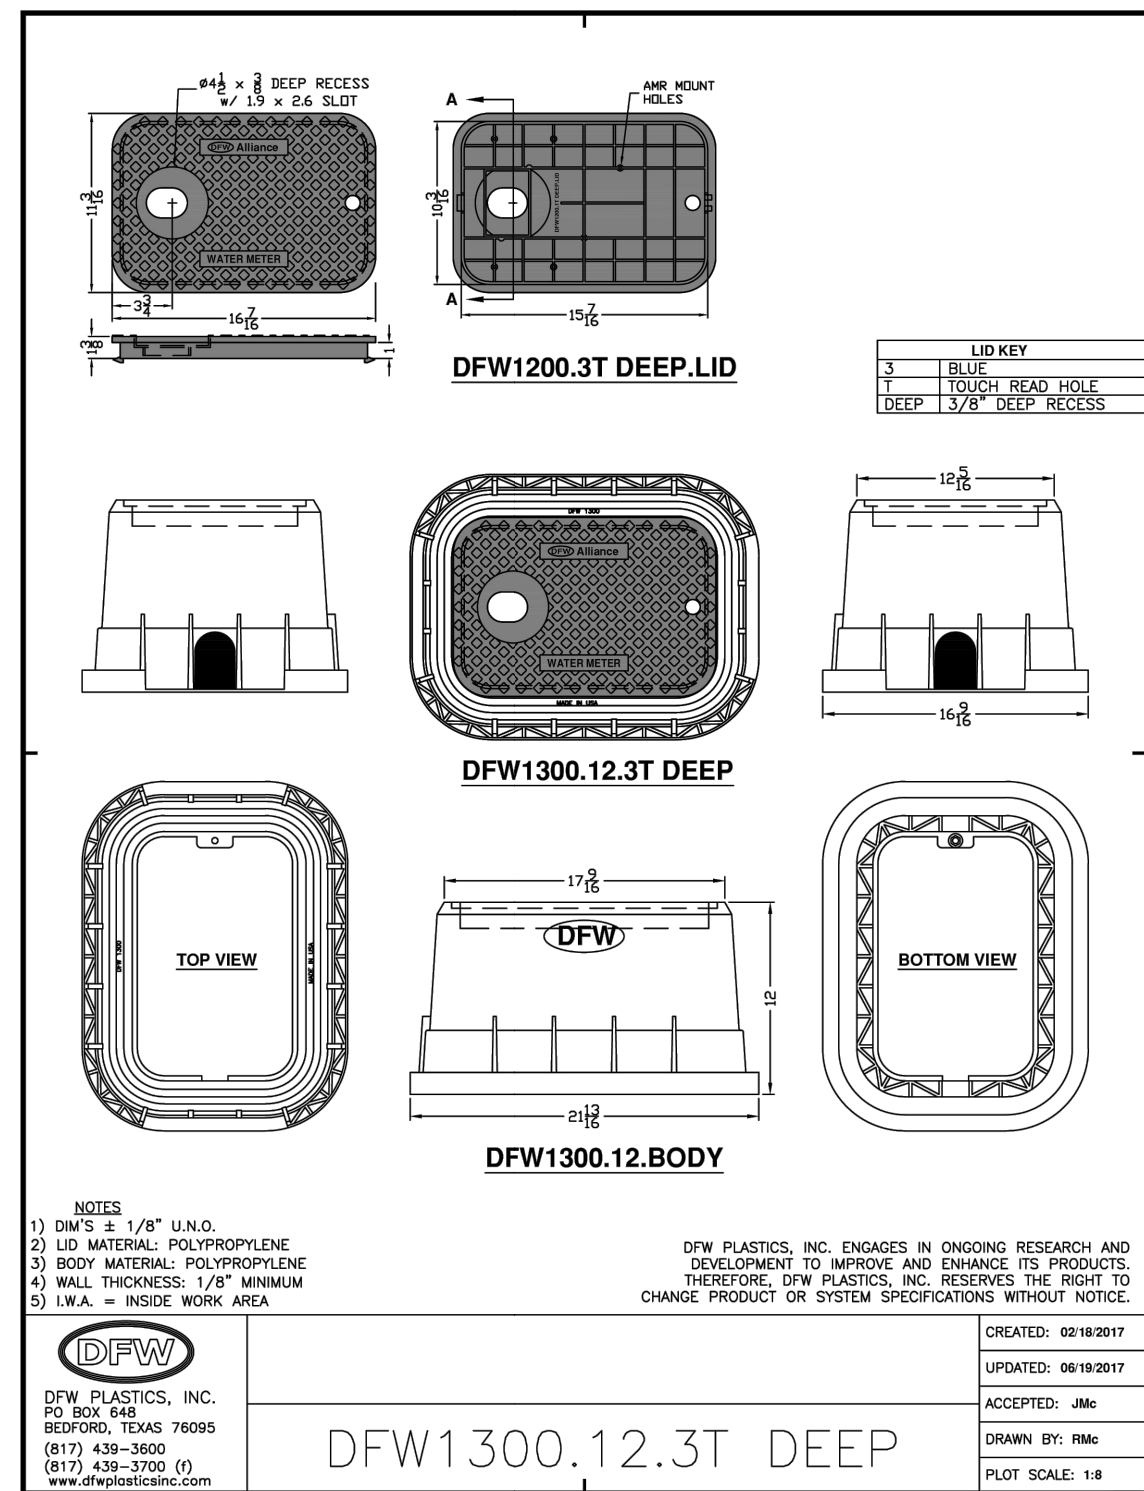 ø4 1/2 × 3/8 DEEP RECESS
w/ 1.9 × 2.6 SLOT
AMR MOUNT
HOLES
A
DFW Alliance
WATER METER
11 3/16
3 3/4
16 7/16
1 3/8
1
10 3/16
DFW1200.1T DEEP.LID
A
15 7/16
DFW1200.3T DEEP.LID
LID KEY
3 BLUE
T TOUCH READ HOLE
DEEP 3/8" DEEP RECESS
12 5/16
DFW 1300
DFW Alliance
WATER METER
MADE IN USA
16 9/16
DFW1300.12.3T DEEP
DFW 1300
TOP VIEW
MADE IN USA
17 9/16
DFW
12
21 13/16
BOTTOM VIEW
DFW1300.12.BODY
NOTES
1) DIM'S ± 1/8" U.N.O.
2) LID MATERIAL: POLYPROPYLENE
3) BODY MATERIAL: POLYPROPYLENE
4) WALL THICKNESS: 1/8" MINIMUM
5) I.W.A. = INSIDE WORK AREA
DFW PLASTICS, INC. ENGAGES IN ONGOING RESEARCH AND
DEVELOPMENT TO IMPROVE AND ENHANCE ITS PRODUCTS.
THEREFORE, DFW PLASTICS, INC. RESERVES THE RIGHT TO
CHANGE PRODUCT OR SYSTEM SPECIFICATIONS WITHOUT NOTICE.
DFW
DFW PLASTICS, INC.
PO BOX 648
BEDFORD, TEXAS 76095
(817) 439-3600
(817) 439-3700 (f)
www.dfwplasticsinc.com
DFW1300.12.3T DEEP
CREATED: 02/18/2017
UPDATED: 06/19/2017
ACCEPTED: JMc
DRAWN BY: RMc
PLOT SCALE: 1:8